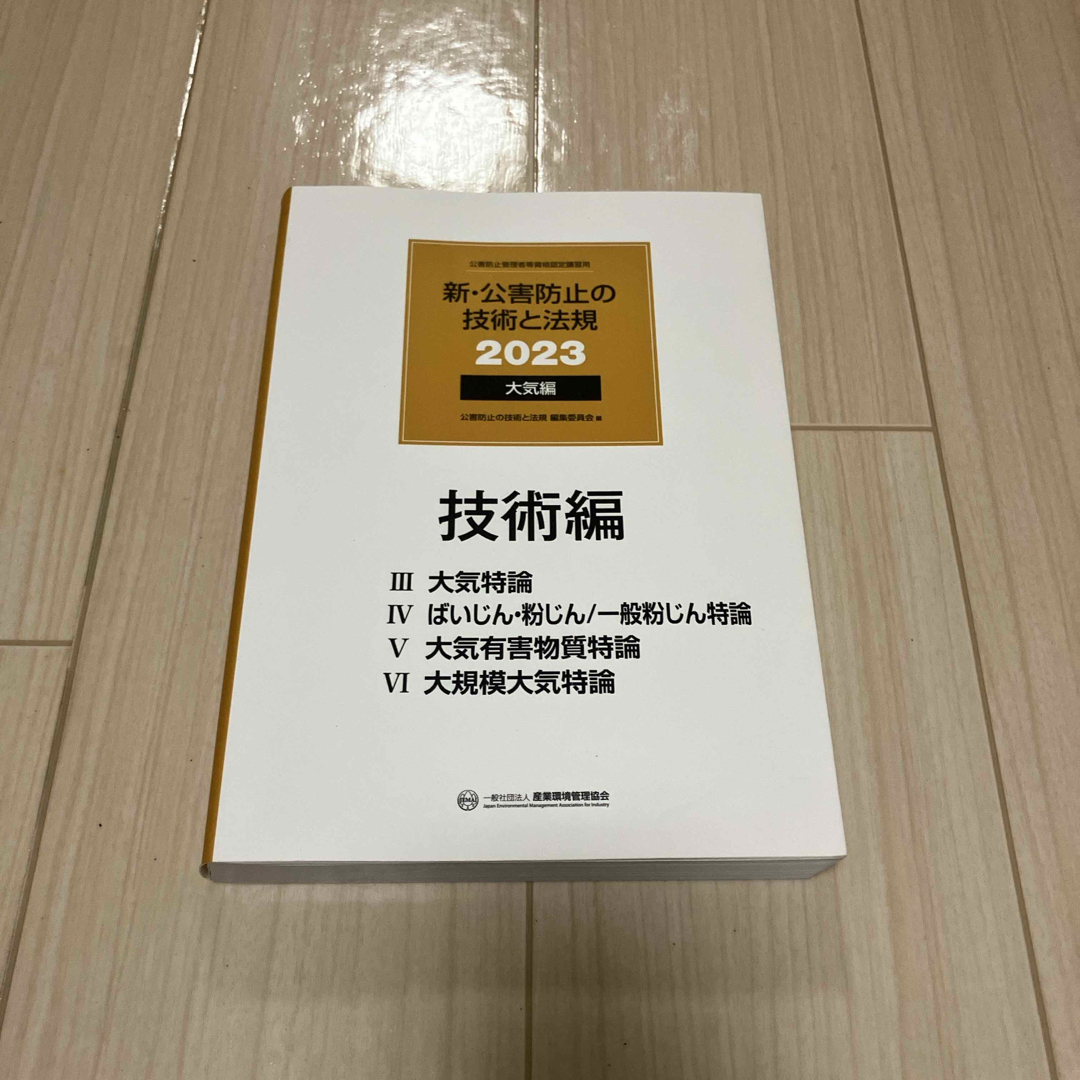 公害防止管理者等資格認定講習用
新・公害防止の
技術と法規
2023
大気編
公害防止の技術と法規 編集委員会 編
技術編
Ⅲ 大気特論
Ⅳ ばいじん・粉じん/一般粉じん特論
Ⅴ 大気有害物質特論
Ⅵ 大規模大気特論
JEMAI 一般社団法人 産業環境管理協会
Japan Environmental Management Association for Industry